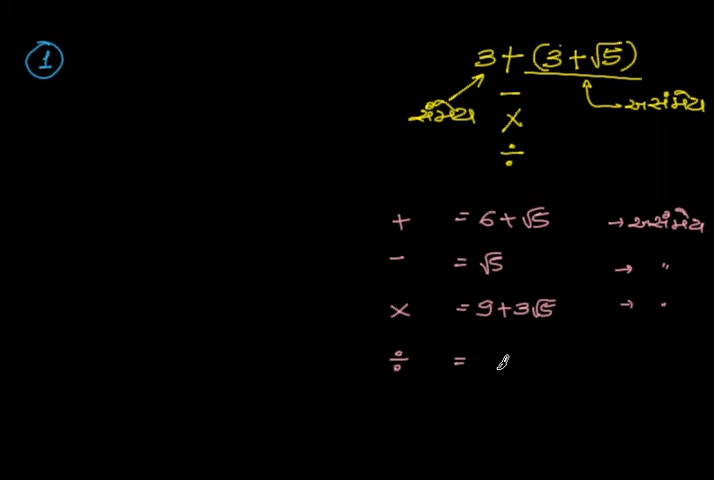 1
3 + (3 + √5)
સંમેય
−
અસંમેય
×
÷
+ = 6 + √5 → અસંમેય
− = √5 → "
× = 9 + 3√5 → "
÷ =